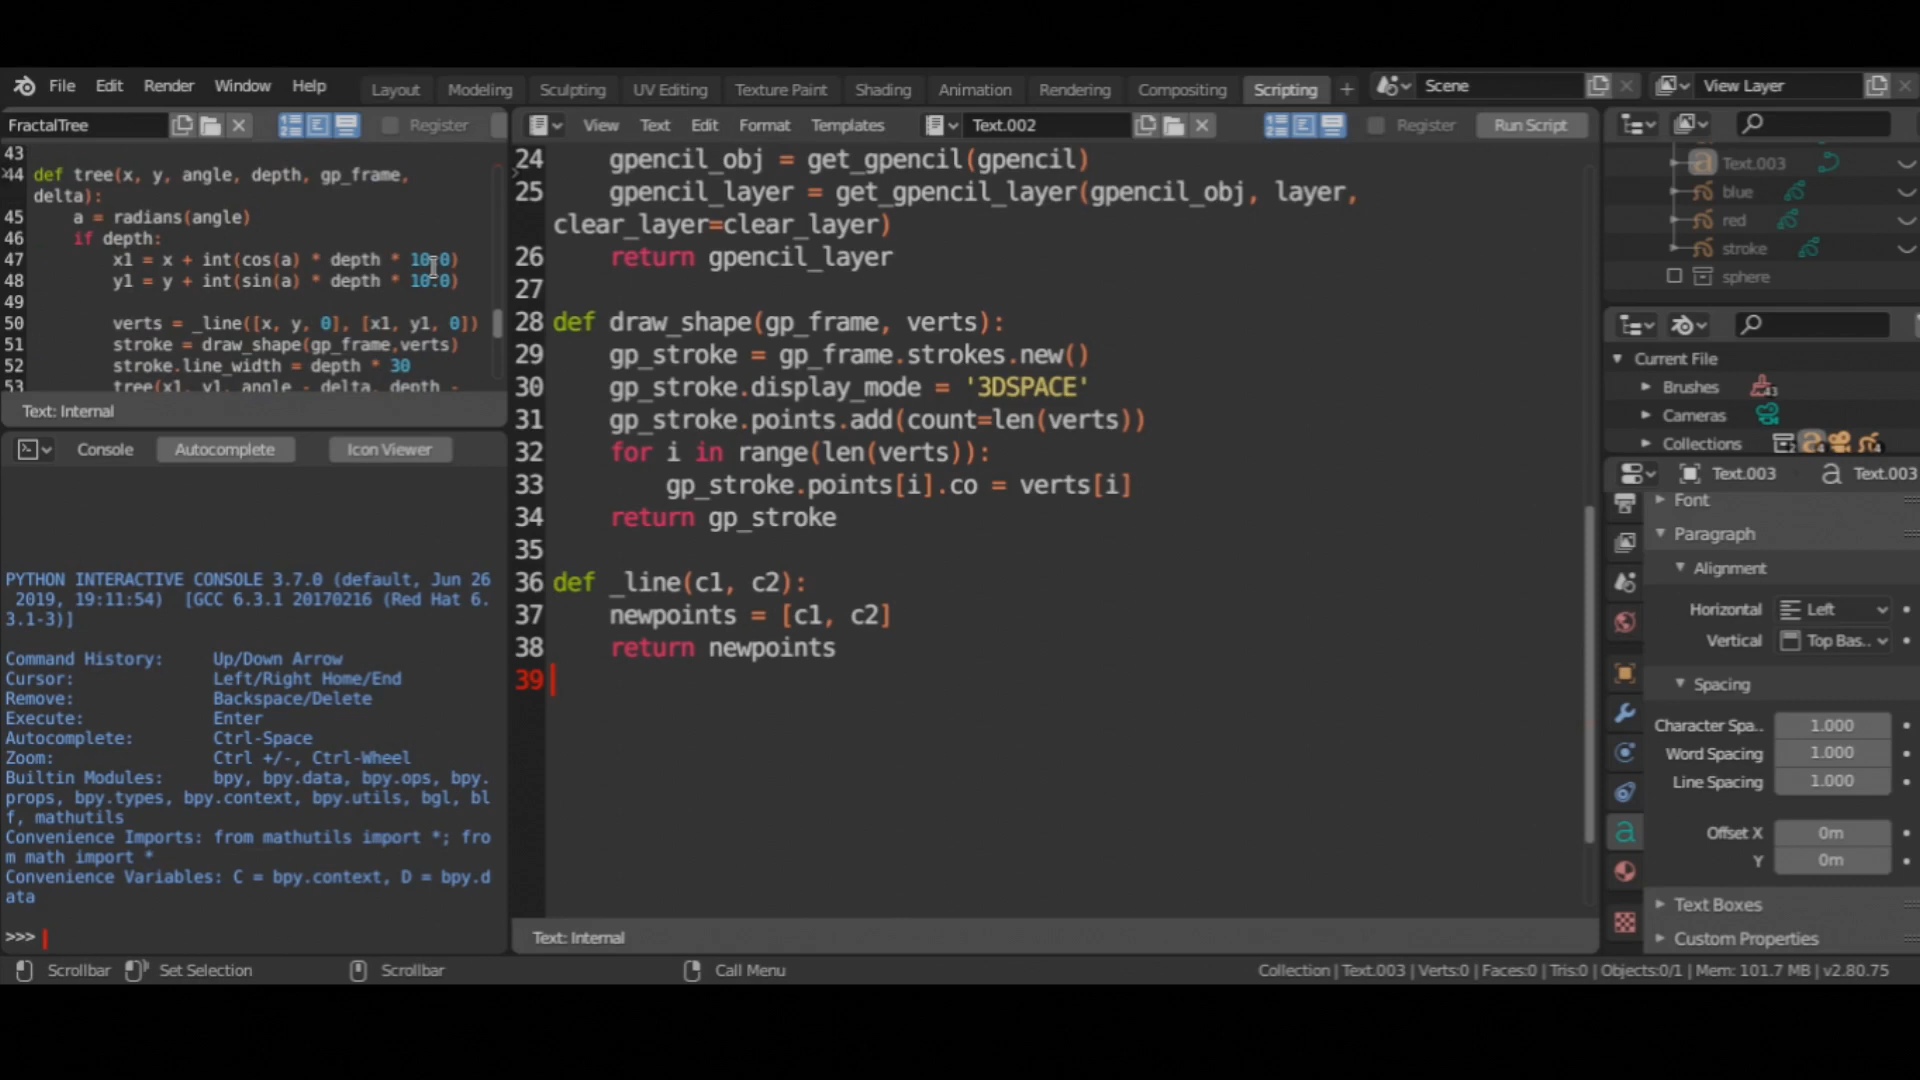 File Edit Render Window Help Layout Modeling Sculpting UV Editing Texture Paint Shading Animation Rendering Compositing Scripting + Scene View Layer
FractalTree Register
43
44 def tree(x, y, angle, depth, gp_frame,
delta):
45 a = radians(angle)
46 if depth:
47 x1 = x + int(cos(a) * depth * 10.0)
48 y1 = y + int(sin(a) * depth * 10.0)
49
50 verts = _line([x, y, 0], [x1, y1, 0])
51 stroke = draw_shape(gp_frame,verts)
52 stroke.line_width = depth * 30
53 tree(x1, y1, angle - delta, depth -
Text: Internal
Console Autocomplete Icon Viewer
PYTHON INTERACTIVE CONSOLE 3.7.0 (default, Jun 26
2019, 19:11:54) [GCC 6.3.1 20170216 (Red Hat 6.
3.1-3)]
Command History: Up/Down Arrow
Cursor: Left/Right Home/End
Remove: Backspace/Delete
Execute: Enter
Autocomplete: Ctrl-Space
Zoom: Ctrl +/-, Ctrl-Wheel
Builtin Modules: bpy, bpy.data, bpy.ops, bpy.
props, bpy.types, bpy.context, bpy.utils, bgl, bl
f, mathutils
Convenience Imports: from mathutils import *; fro
m math import *
Convenience Variables: C = bpy.context, D = bpy.d
ata
>>>
View Text Edit Format Templates Text.002 Register Run Script
24 gpencil_obj = get_gpencil(gpencil)
25 gpencil_layer = get_gpencil_layer(gpencil_obj, layer,
clear_layer=clear_layer)
26 return gpencil_layer
27
28 def draw_shape(gp_frame, verts):
29 gp_stroke = gp_frame.strokes.new()
30 gp_stroke.display_mode = '3DSPACE'
31 gp_stroke.points.add(count=len(verts))
32 for i in range(len(verts)):
33 gp_stroke.points[i].co = verts[i]
34 return gp_stroke
35
36 def _line(c1, c2):
37 newpoints = [c1, c2]
38 return newpoints
39
Text: Internal
Text.003
blue
red
stroke
sphere
Current File
Brushes 43
Cameras
Collections
Text.003 Text.003
Font
Paragraph
Alignment
Horizontal Left
Vertical Top Bas..
Spacing
Character Spa.. 1.000
Word Spacing 1.000
Line Spacing 1.000
Offset X 0m
Y 0m
Text Boxes
Custom Properties
Scrollbar Set Selection Scrollbar Call Menu Collection | Text.003 | Verts:0 | Faces:0 | Tris:0 | Objects:0/1 | Mem: 101.7 MB | v2.80.75